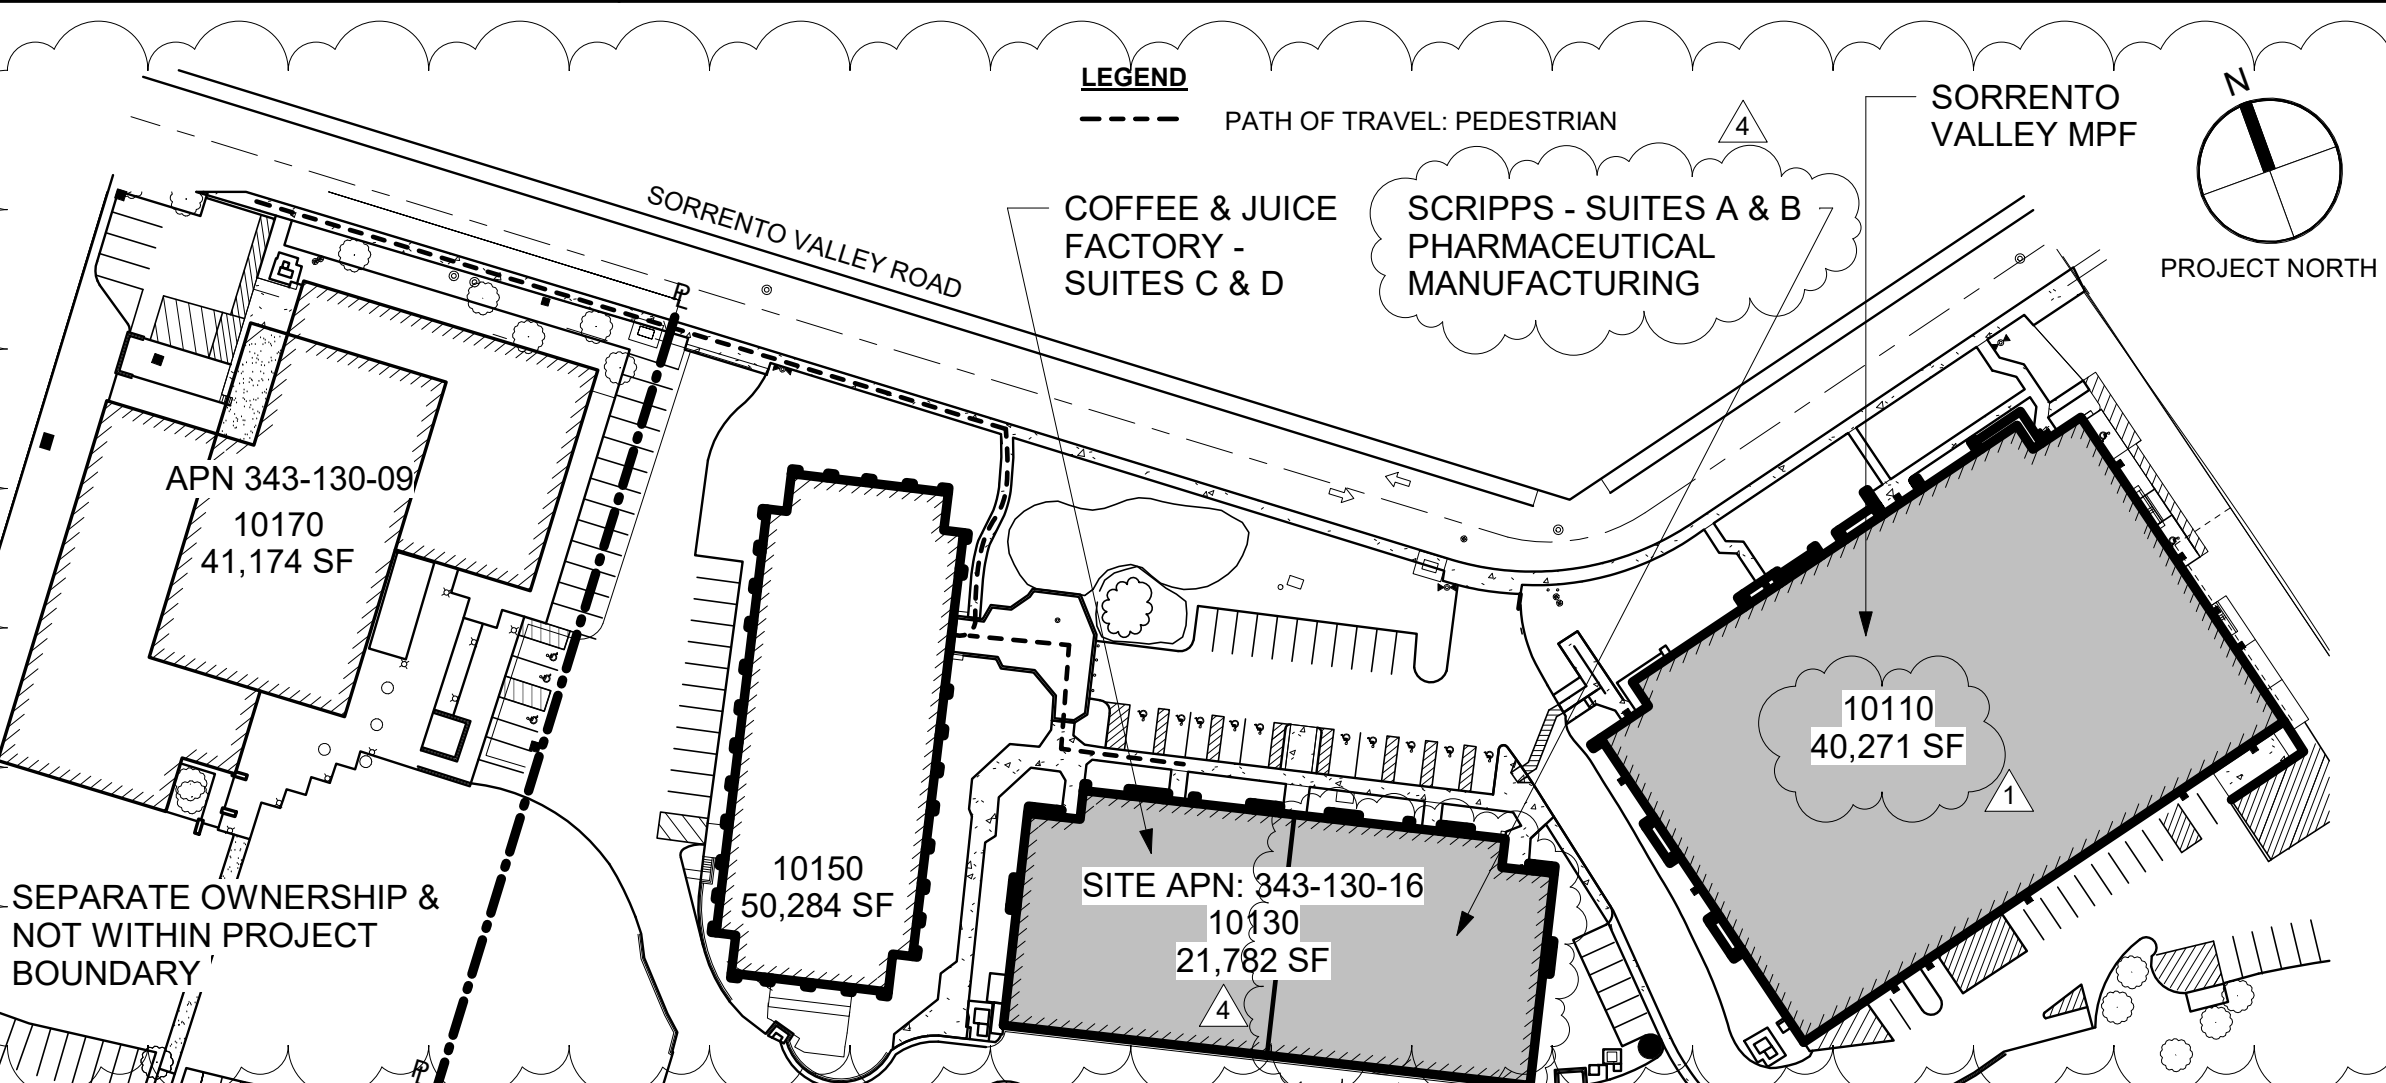 LEGEND
PATH OF TRAVEL: PEDESTRIAN
4
SORRENTO
VALLEY MPF
N
PROJECT NORTH
SORRENTO VALLEY ROAD
COFFEE & JUICE
FACTORY -
SUITES C & D
SCRIPPS - SUITES A & B
PHARMACEUTICAL
MANUFACTURING
P
APN 343-130-09
10170
41,174 SF
10110
40,271 SF
1
10150
50,284 SF
SITE APN: 343-130-16
10130
21,782 SF
4
SEPARATE OWNERSHIP &
NOT WITHIN PROJECT
BOUNDARY
P